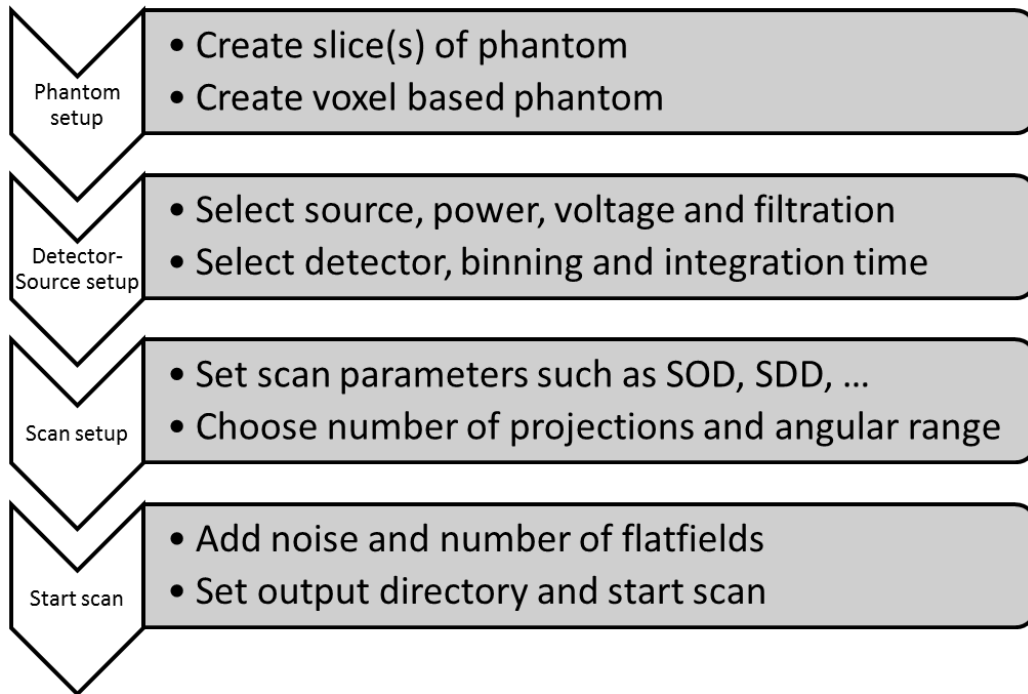 Phantom
setup
• Create slice(s) of phantom
• Create voxel based phantom
Detector-
Source setup
• Select source, power, voltage and filtration
• Select detector, binning and integration time
Scan setup
• Set scan parameters such as SOD, SDD, ...
• Choose number of projections and angular range
Start scan
• Add noise and number of flatfields
• Set output directory and start scan